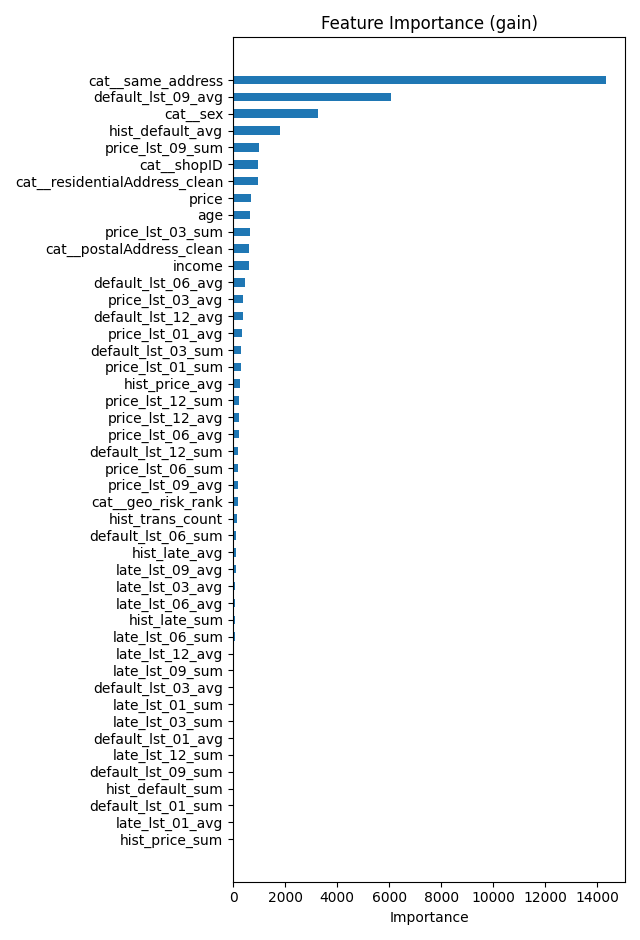 Feature Importance (gain)
cat__same_address
default_lst_09_avg
cat__sex
hist_default_avg
price_lst_09_sum
cat__shopID
cat__residentialAddress_clean
price
age
price_lst_03_sum
cat__postalAddress_clean
income
default_lst_06_avg
price_lst_03_avg
default_lst_12_avg
price_lst_01_avg
default_lst_03_sum
price_lst_01_sum
hist_price_avg
price_lst_12_sum
price_lst_12_avg
price_lst_06_avg
default_lst_12_sum
price_lst_06_sum
price_lst_09_avg
cat__geo_risk_rank
hist_trans_count
default_lst_06_sum
hist_late_avg
late_lst_09_avg
late_lst_03_avg
late_lst_06_avg
hist_late_sum
late_lst_06_sum
late_lst_12_avg
late_lst_09_sum
default_lst_03_avg
late_lst_01_sum
late_lst_03_sum
default_lst_01_avg
late_lst_12_sum
default_lst_09_sum
hist_default_sum
default_lst_01_sum
late_lst_01_avg
hist_price_sum
0 2000 4000 6000 8000 10000 12000 14000
Importance